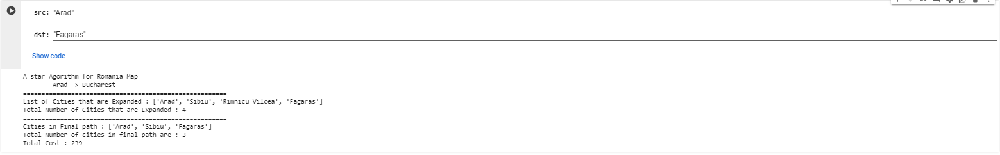 src: "Arad"
dst: "Fagaras"
Show code
A-star Agorithm for Romania Map
Arad => Bucharest
=======================================================
List of Cities that are Expanded : ['Arad', 'Sibiu', 'Rimnicu Vilcea', 'Fagaras']
Total Number of Cities that are Expanded : 4
=======================================================
Cities in Final path : ['Arad', 'Sibiu', 'Fagaras']
Total Number of cities in final path are : 3
Total Cost : 239